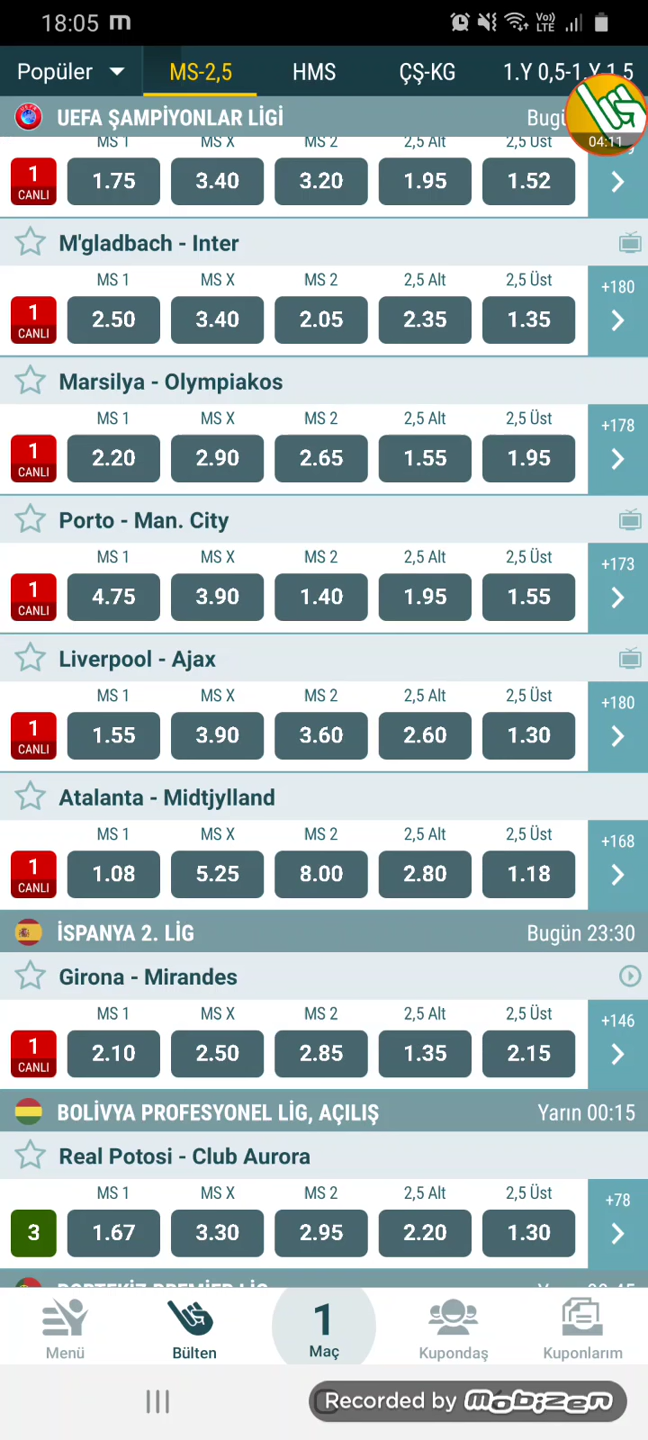 18:05 m Vo)) LTE
Popüler MS-2,5 HMS ÇŞ-KG 1.Y 0,5-1.Y 1,5
UEFA ŞAMPİYONLAR LİGİ Bugü
04:11
MS 1 MS X MS 2 2,5 Alt 2,5 Üst
1 CANLI 1.75 3.40 3.20 1.95 1.52
M'gladbach - Inter
MS 1 MS X MS 2 2,5 Alt 2,5 Üst +180
1 CANLI 2.50 3.40 2.05 2.35 1.35
Marsilya - Olympiakos
MS 1 MS X MS 2 2,5 Alt 2,5 Üst +178
1 CANLI 2.20 2.90 2.65 1.55 1.95
Porto - Man. City
MS 1 MS X MS 2 2,5 Alt 2,5 Üst +173
1 CANLI 4.75 3.90 1.40 1.95 1.55
Liverpool - Ajax
MS 1 MS X MS 2 2,5 Alt 2,5 Üst +180
1 CANLI 1.55 3.90 3.60 2.60 1.30
Atalanta - Midtjylland
MS 1 MS X MS 2 2,5 Alt 2,5 Üst +168
1 CANLI 1.08 5.25 8.00 2.80 1.18
İSPANYA 2. LİG Bugün 23:30
Girona - Mirandes
MS 1 MS X MS 2 2,5 Alt 2,5 Üst +146
1 CANLI 2.10 2.50 2.85 1.35 2.15
BOLİVYA PROFESYONEL LİG, AÇILIŞ Yarın 00:15
Real Potosi - Club Aurora
MS 1 MS X MS 2 2,5 Alt 2,5 Üst +78
3 1.67 3.30 2.95 2.20 1.30
Menü Bülten 1 Maç Kupondaş Kuponlarım
Recorded by mobizen